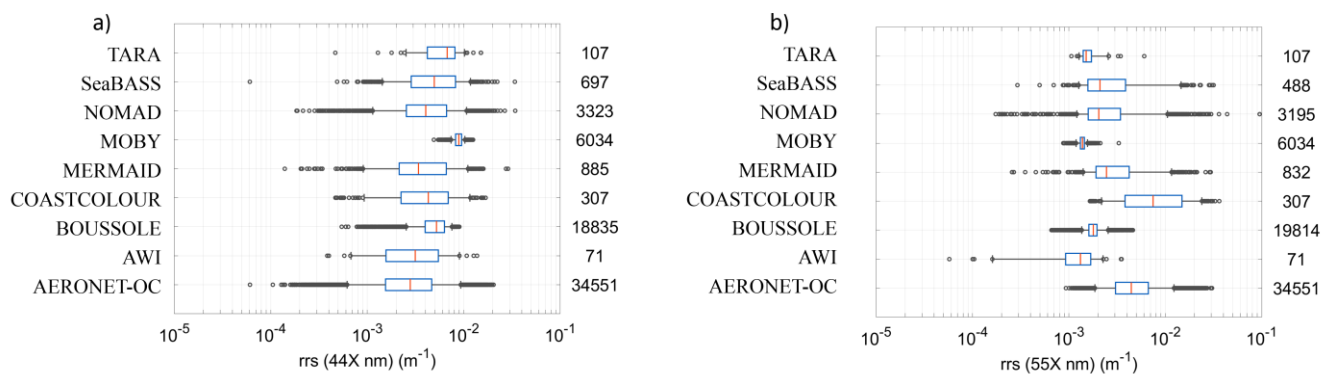 a)
TARA 107
SeaBASS 697
NOMAD 3323
MOBY 6034
MERMAID 885
COASTCOLOUR 307
BOUSSOLE 18835
AWI 71
AERONET-OC 34551
10^-5 10^-4 10^-3 10^-2 10^-1
rrs (44X nm) (m^-1)
b)
TARA 107
SeaBASS 488
NOMAD 3195
MOBY 6034
MERMAID 832
COASTCOLOUR 307
BOUSSOLE 19814
AWI 71
AERONET-OC 34551
10^-5 10^-4 10^-3 10^-2 10^-1
rrs (55X nm) (m^-1)